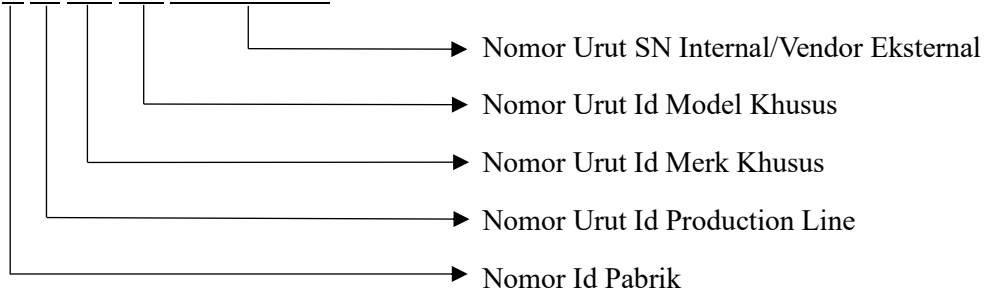 Nomor Urut SN Internal/Vendor Eksternal
Nomor Urut Id Model Khusus
Nomor Urut Id Merk Khusus
Nomor Urut Id Production Line
Nomor Id Pabrik